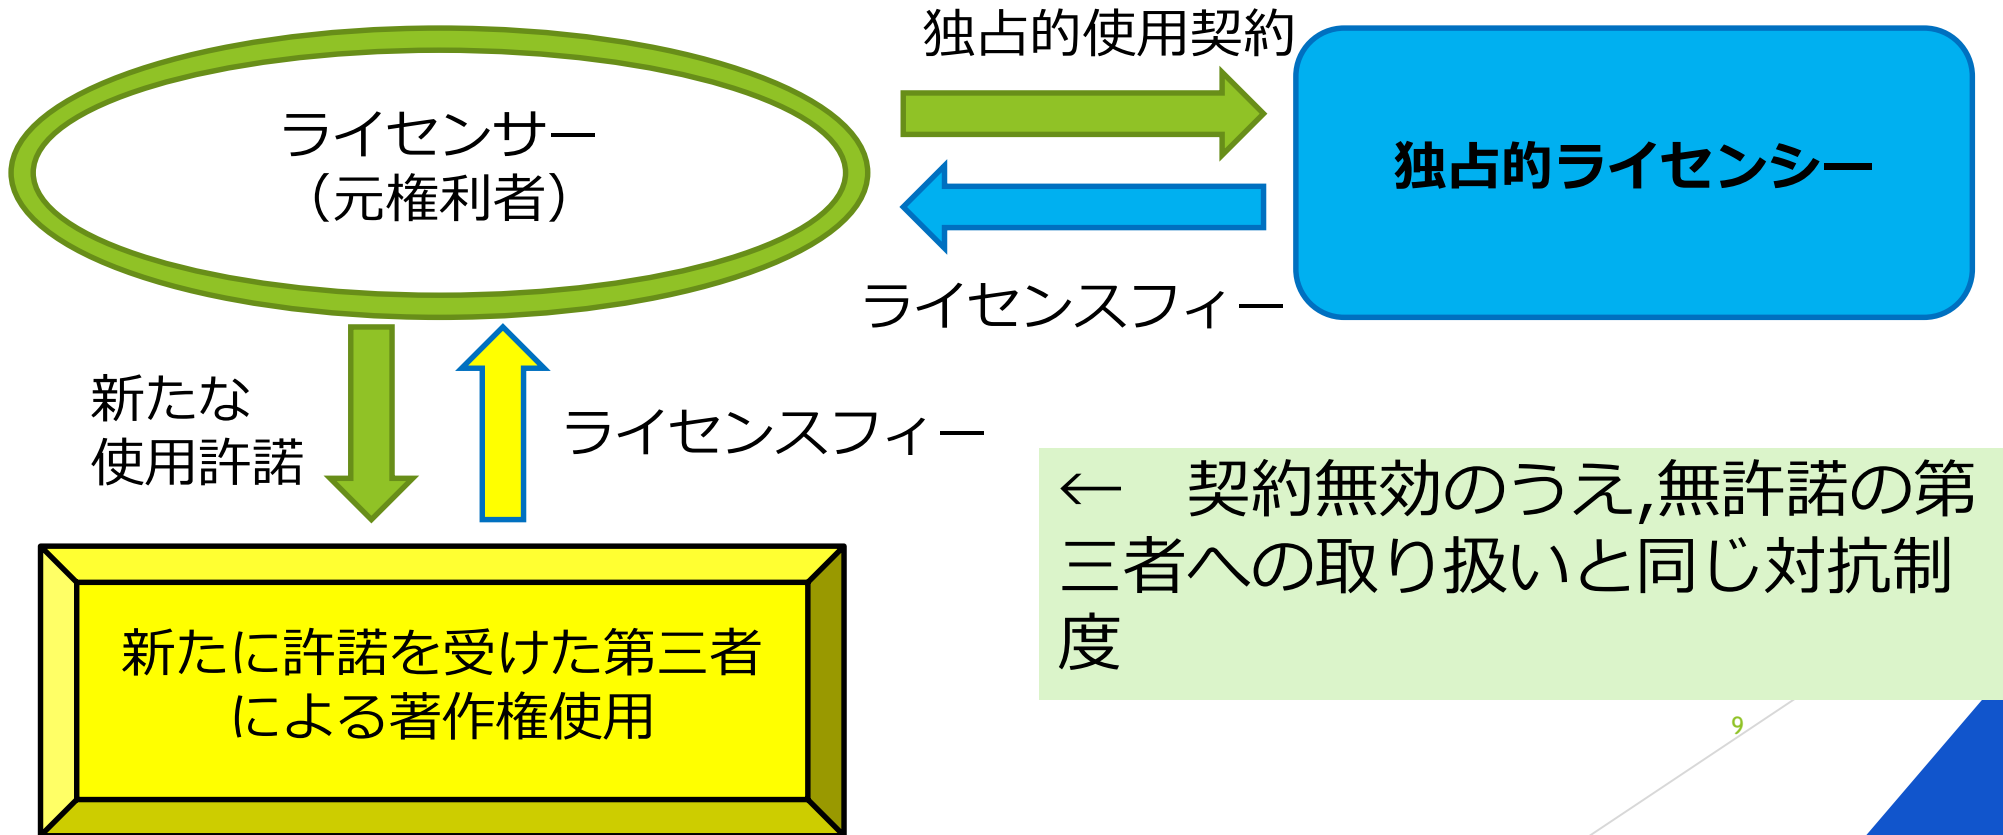 独占的使用契約
ライセンサー
（元権利者）
独占的ライセンシー
ライセンスフィー
新たな
使用許諾
ライセンスフィー
←　契約無効のうえ,無許諾の第
三者への取り扱いと同じ対抗制
度
新たに許諾を受けた第三者
による著作権使用
9